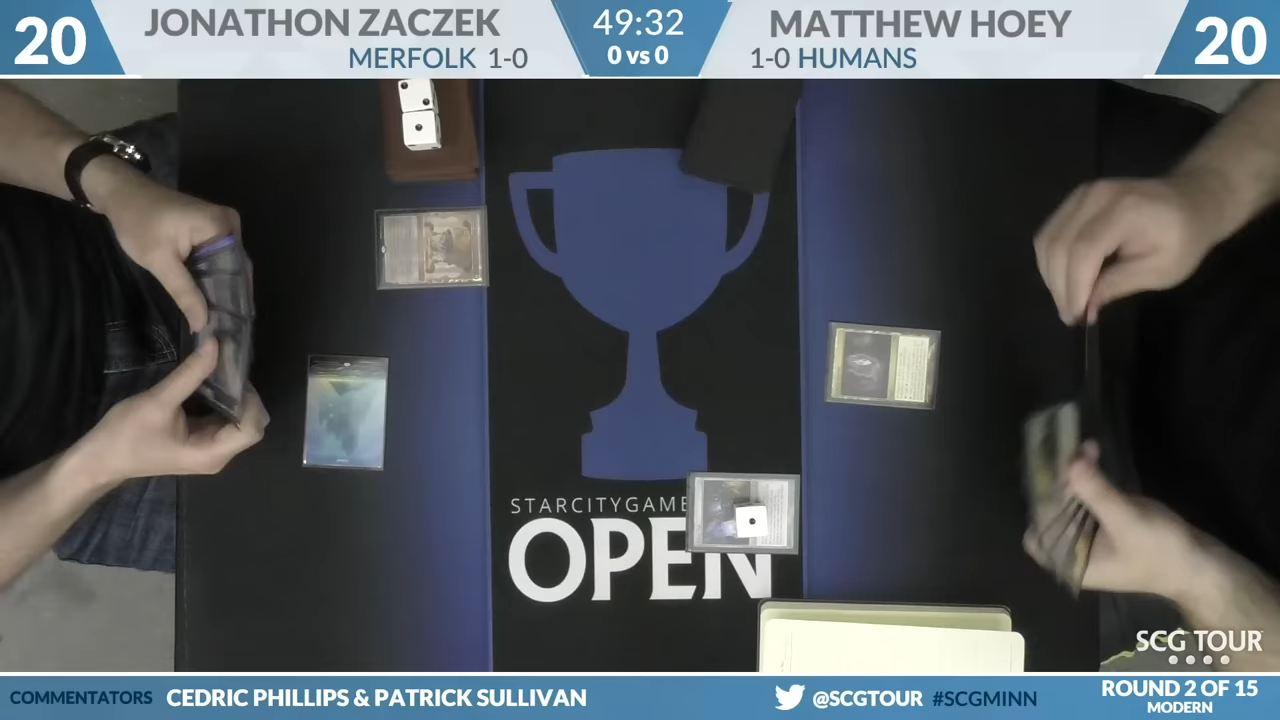 20
JONATHON ZACZEK
MERFOLK 1-0
49:32
0 vs 0
MATTHEW HOEY
1-0 HUMANS
20
STARCITYGAME
OPEN
SCG TOUR
COMMENTATORS CEDRIC PHILLIPS & PATRICK SULLIVAN
@SCGTOUR #SCGMINN
ROUND 2 OF 15
MODERN